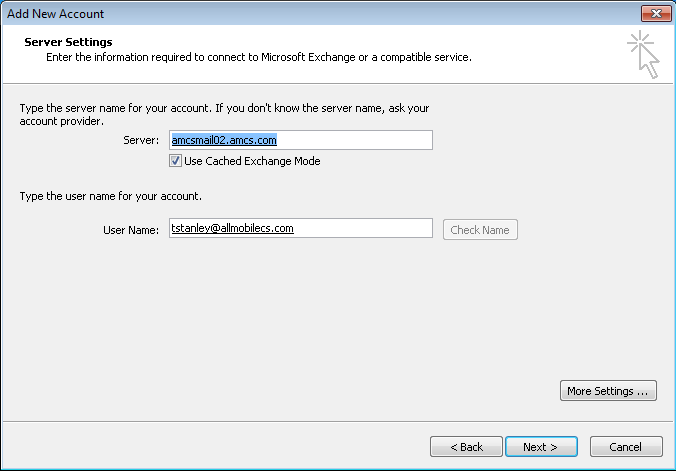 Add New Account
Server Settings
Enter the information required to connect to Microsoft Exchange or a compatible service.
Type the server name for your account. If you don't know the server name, ask your
account provider.
Server: amcsmail02.amcs.com
Use Cached Exchange Mode
Type the user name for your account.
User Name: tstanley@allmobilecs.com Check Name
More Settings ...
< Back Next > Cancel